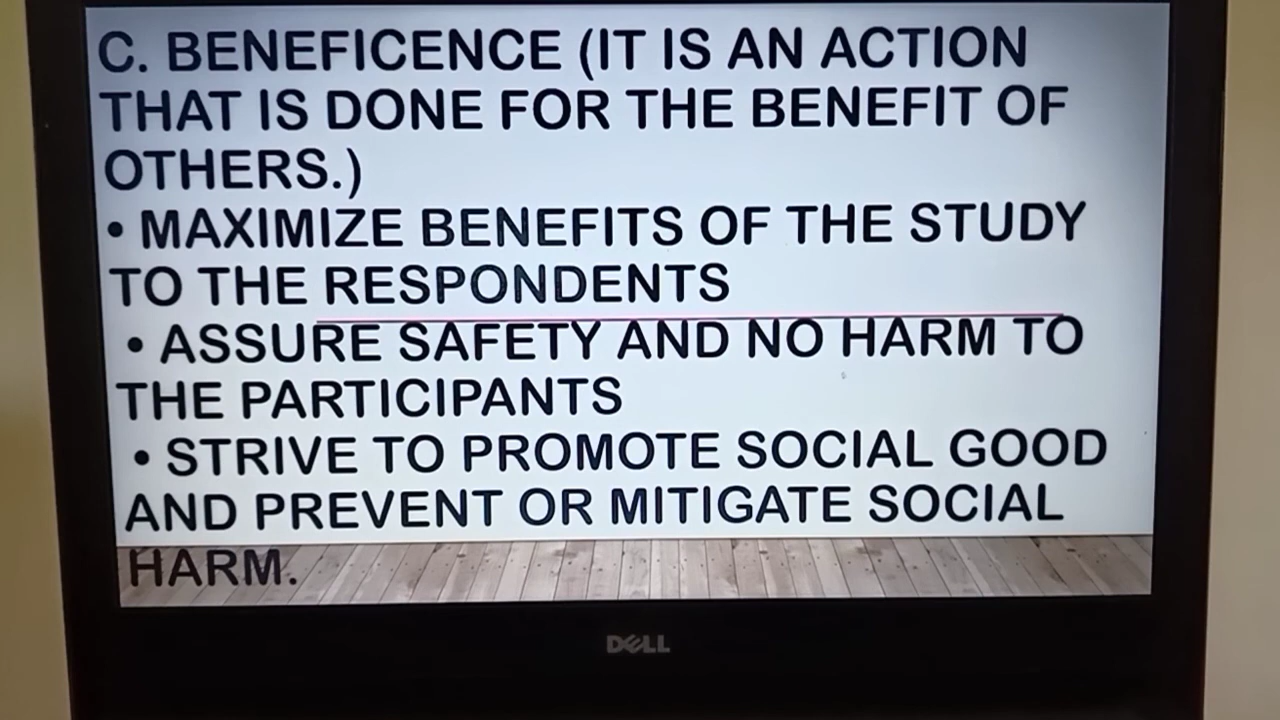 C. BENEFICENCE (IT IS AN ACTION
THAT IS DONE FOR THE BENEFIT OF
OTHERS.)
• MAXIMIZE BENEFITS OF THE STUDY
TO THE RESPONDENTS
• ASSURE SAFETY AND NO HARM TO
THE PARTICIPANTS
• STRIVE TO PROMOTE SOCIAL GOOD
AND PREVENT OR MITIGATE SOCIAL
HARM.
DELL